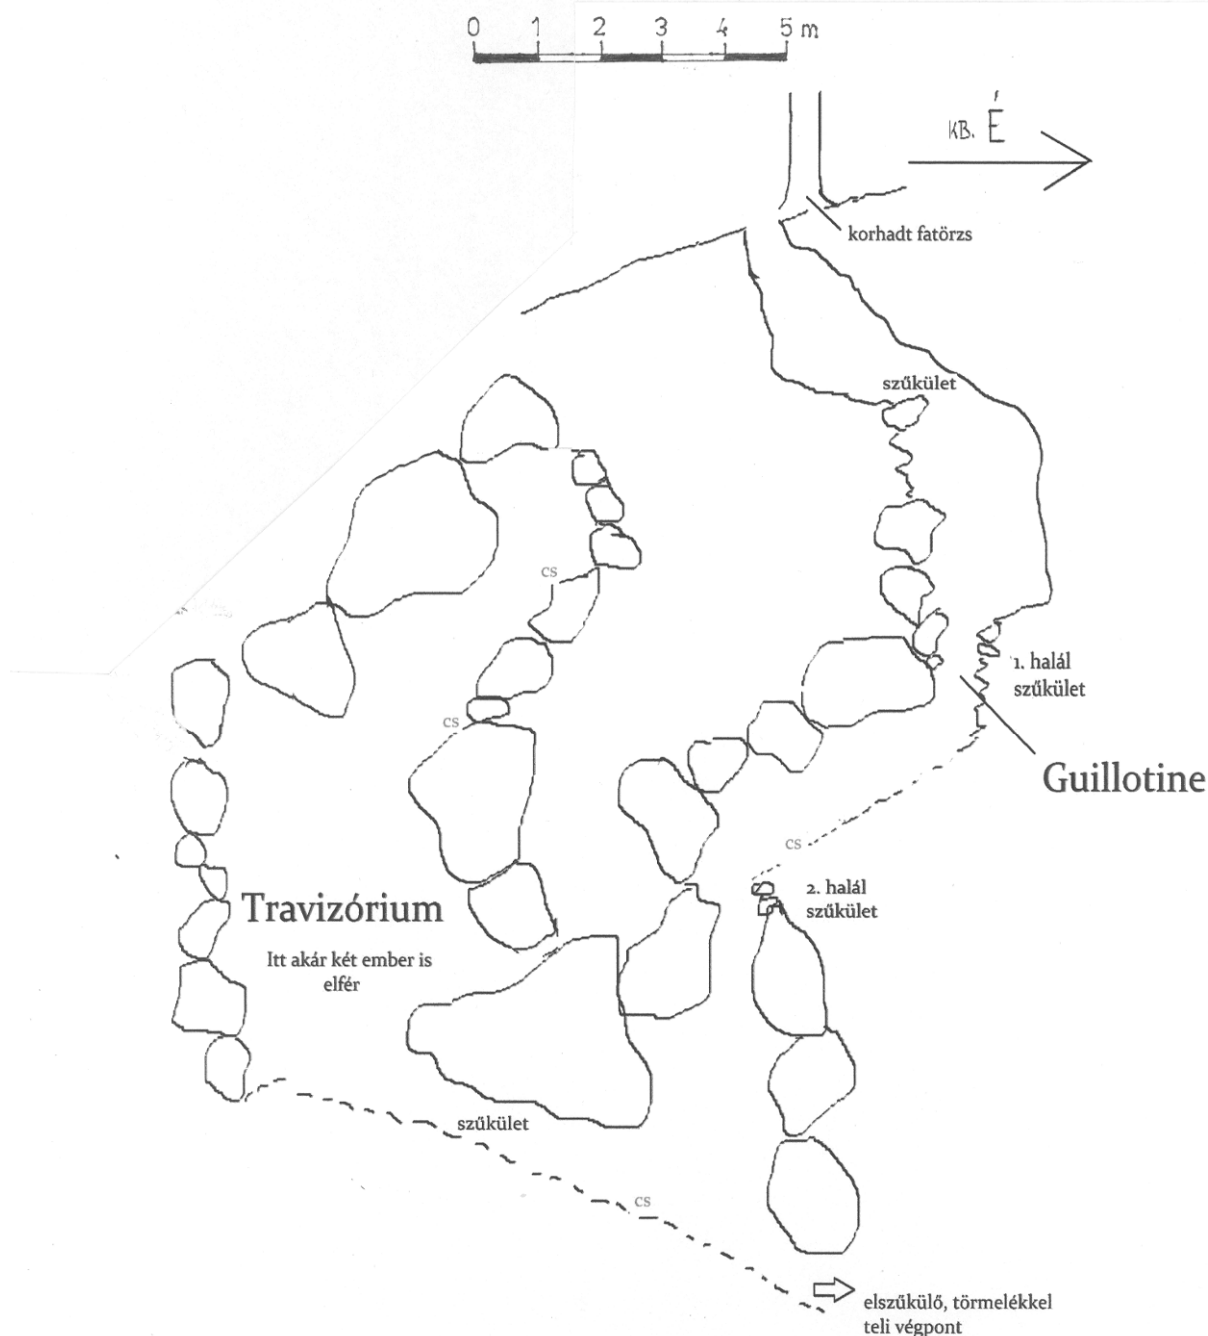 0 1 2 3 4 5 m
KB. É
korhadt fatörzs
szűkület
cs
1. halál
szűkület
cs
Guillotine
cs
2. halál
szűkület
Travizórium
Itt akár két ember is
elfér
szűkület
cs
elszűkülő, törmelékkel
teli végpont